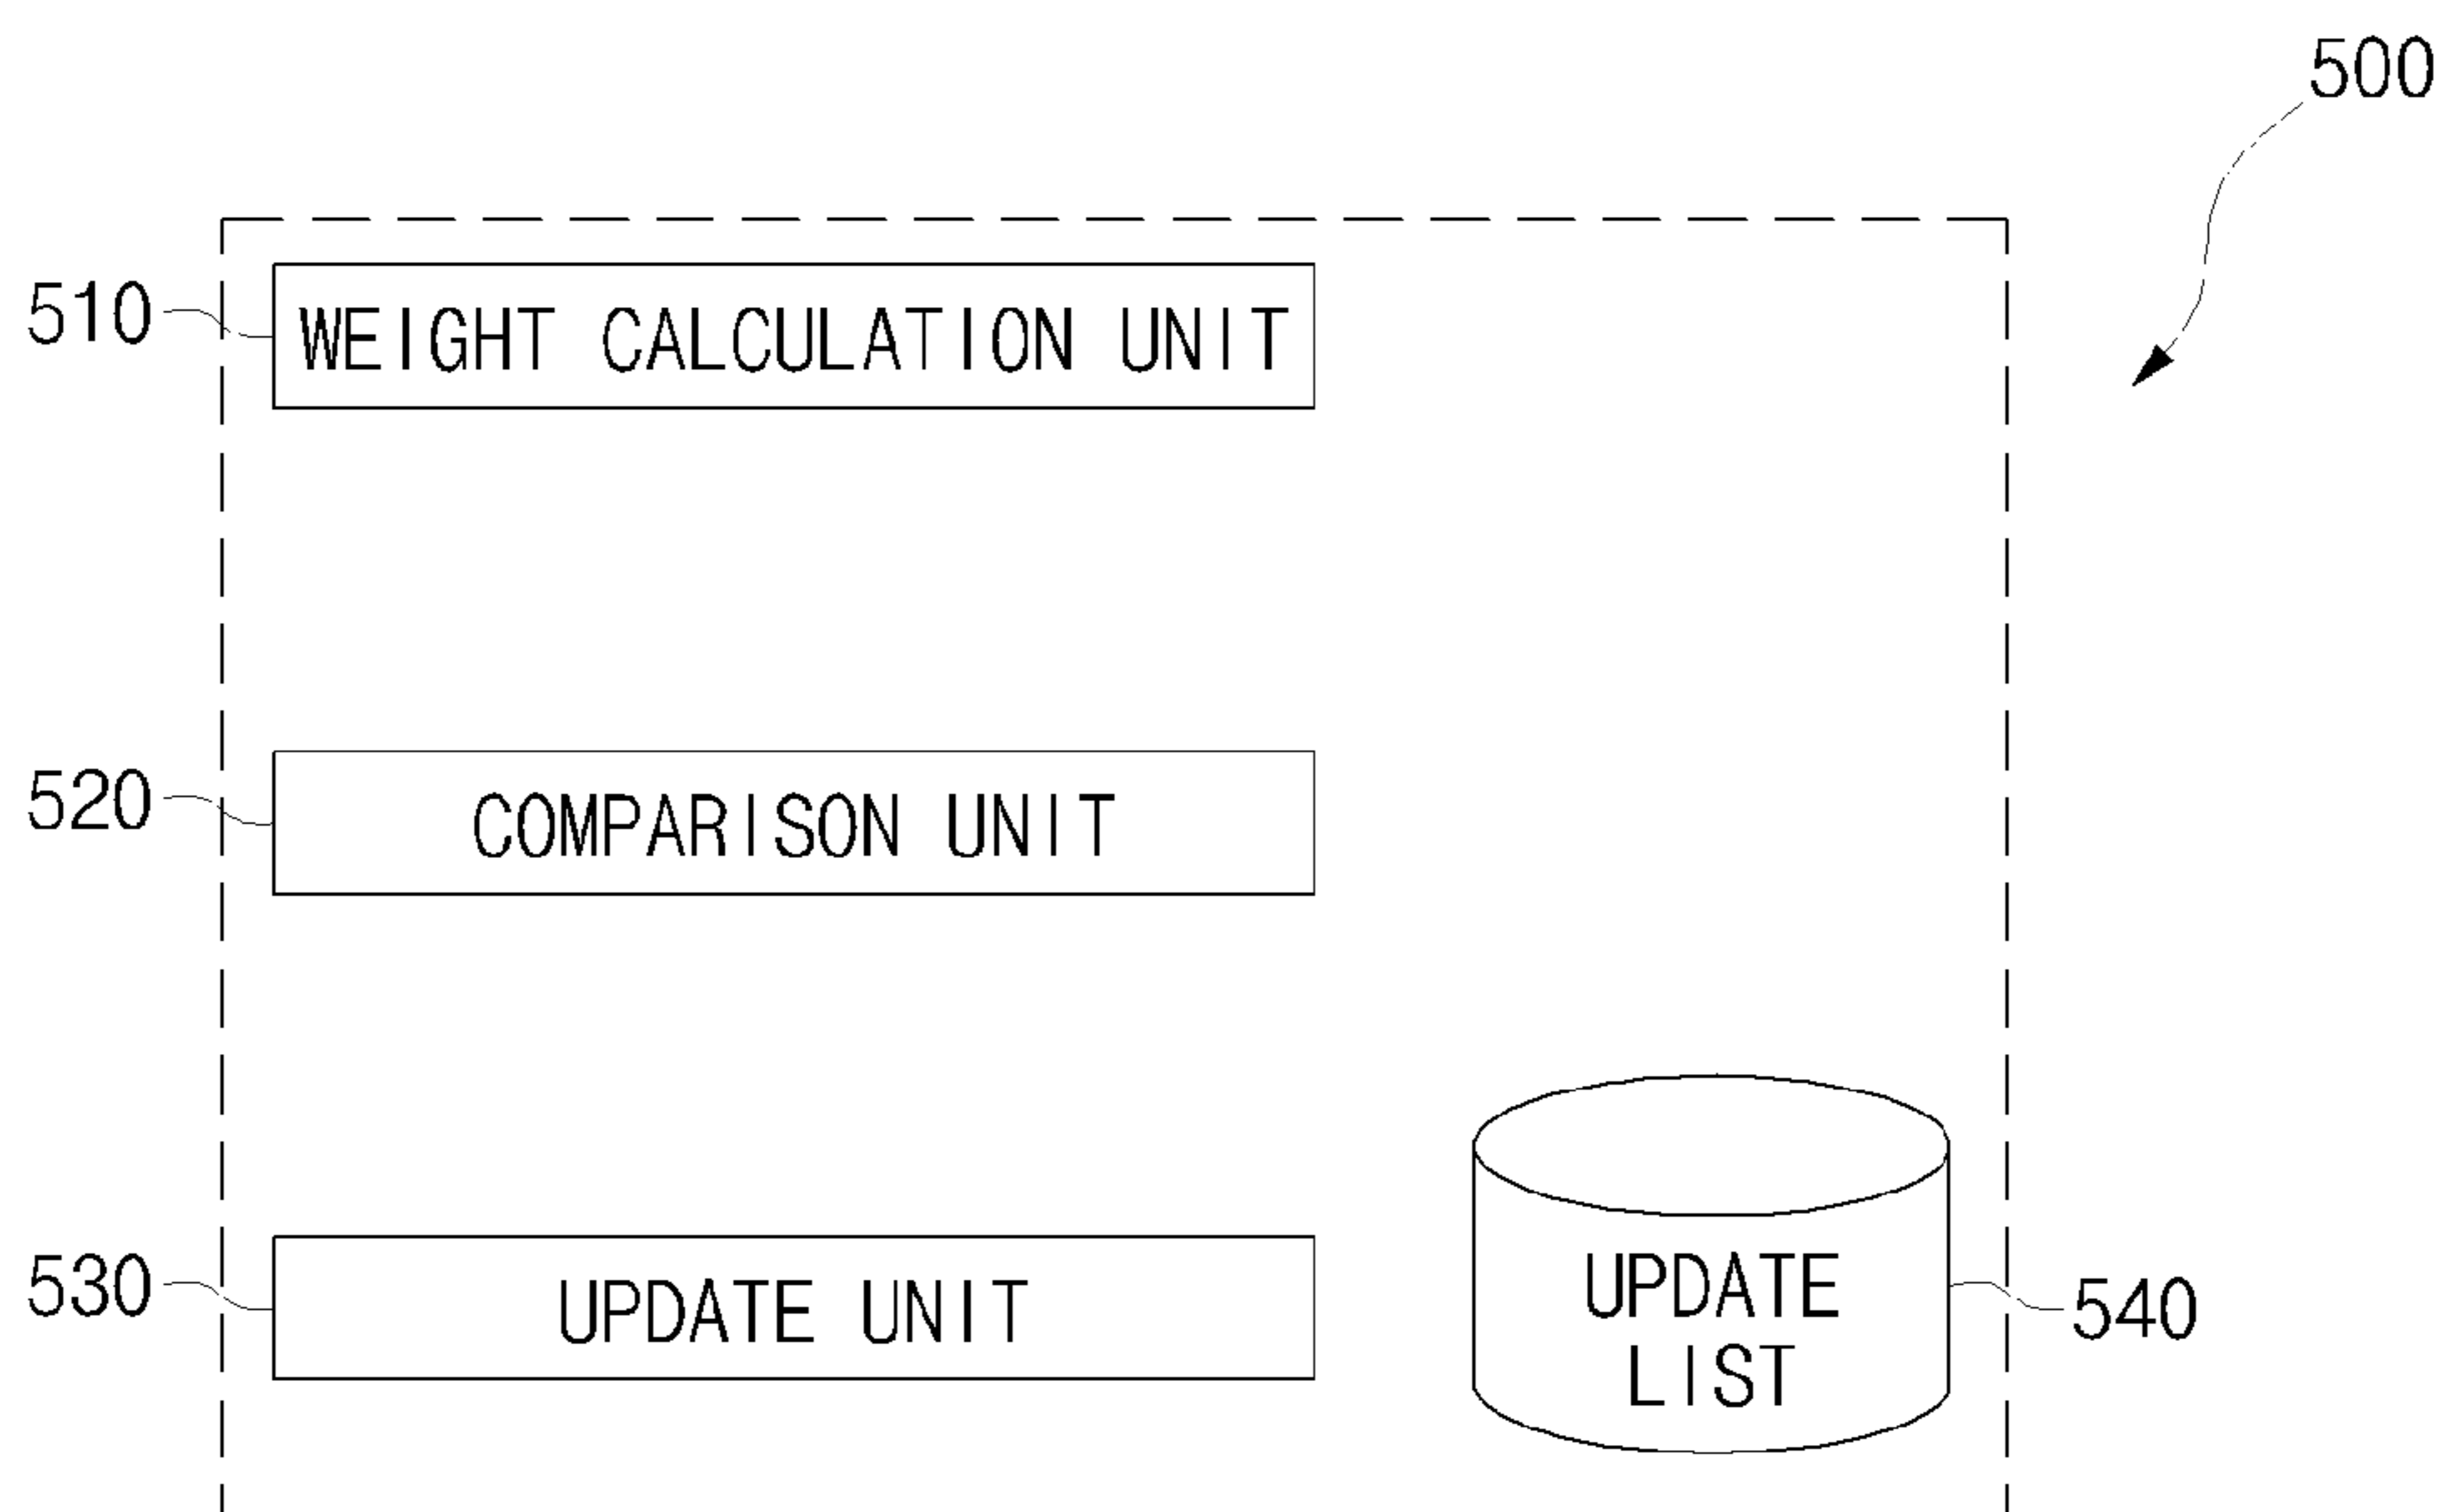 500
510 WEIGHT CALCULATION UNIT
520 COMPARISON UNIT
530 UPDATE UNIT
UPDATE
LIST
540